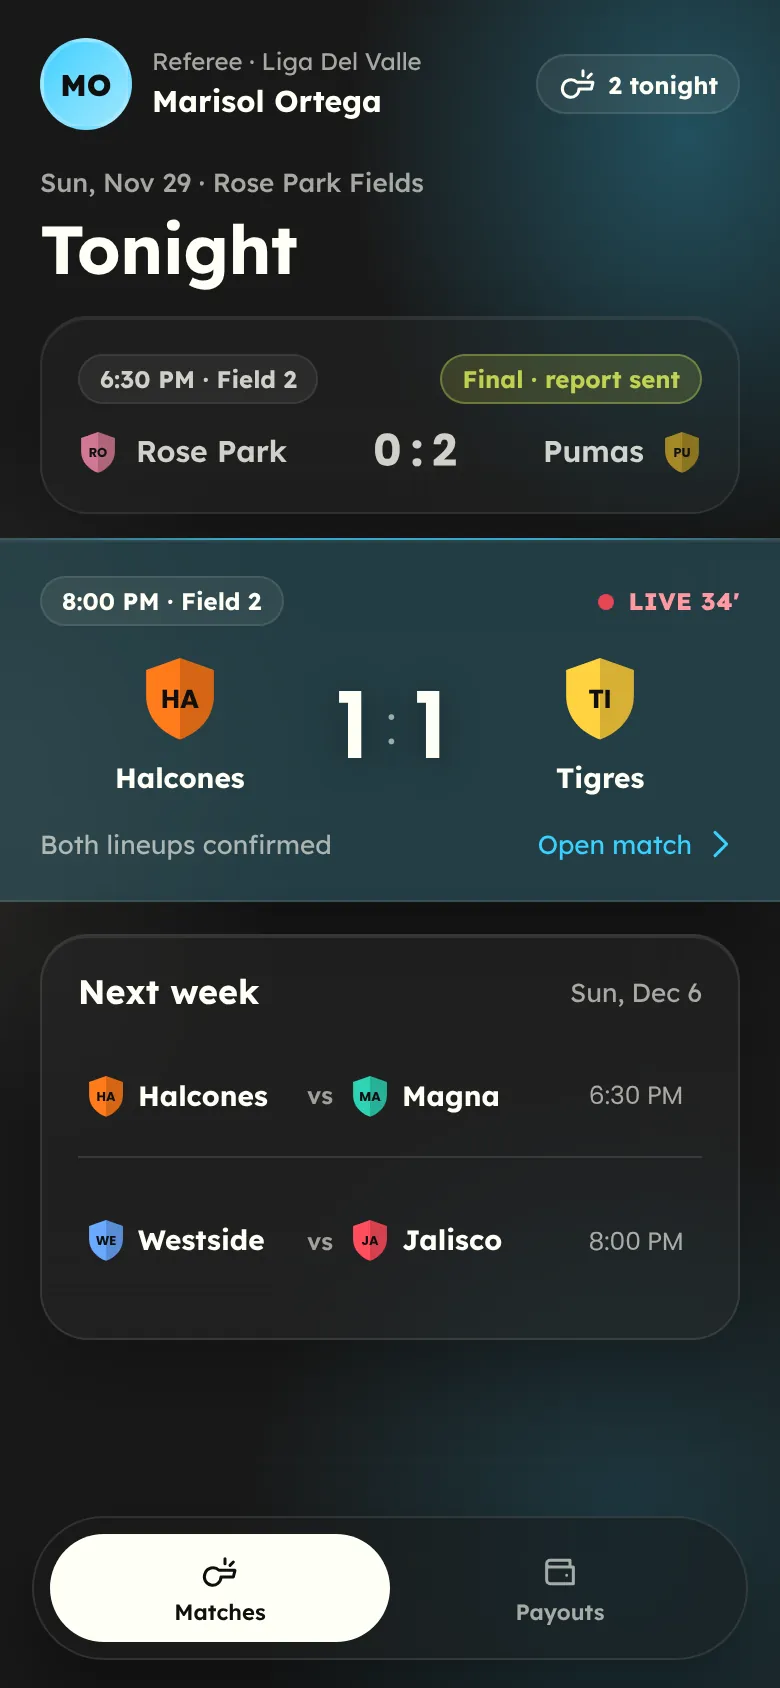 MO
Referee · Liga Del Valle
Marisol Ortega
2 tonight
Sun, Nov 29 · Rose Park Fields
Tonight
6:30 PM · Field 2
Final · report sent
RO Rose Park 0:2 Pumas PU
8:00 PM · Field 2
LIVE 34'
HA
TI
1:1
Halcones
Tigres
Both lineups confirmed
Open match
Next week
Sun, Dec 6
HA Halcones vs MA Magna 6:30 PM
WE Westside vs JA Jalisco 8:00 PM
Matches
Payouts